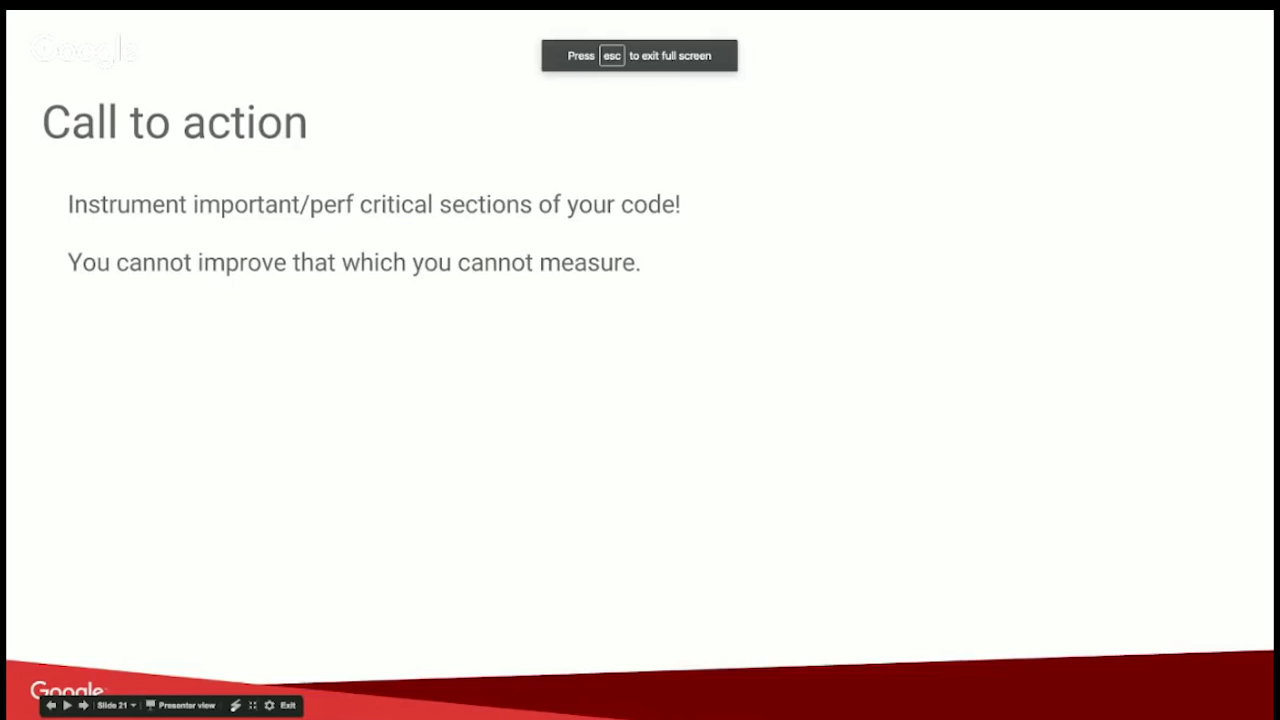 Google
Press esc to exit full screen
Call to action
Instrument important/perf critical sections of your code!
You cannot improve that which you cannot measure.
Google
Slide 21 Presenter view Exit